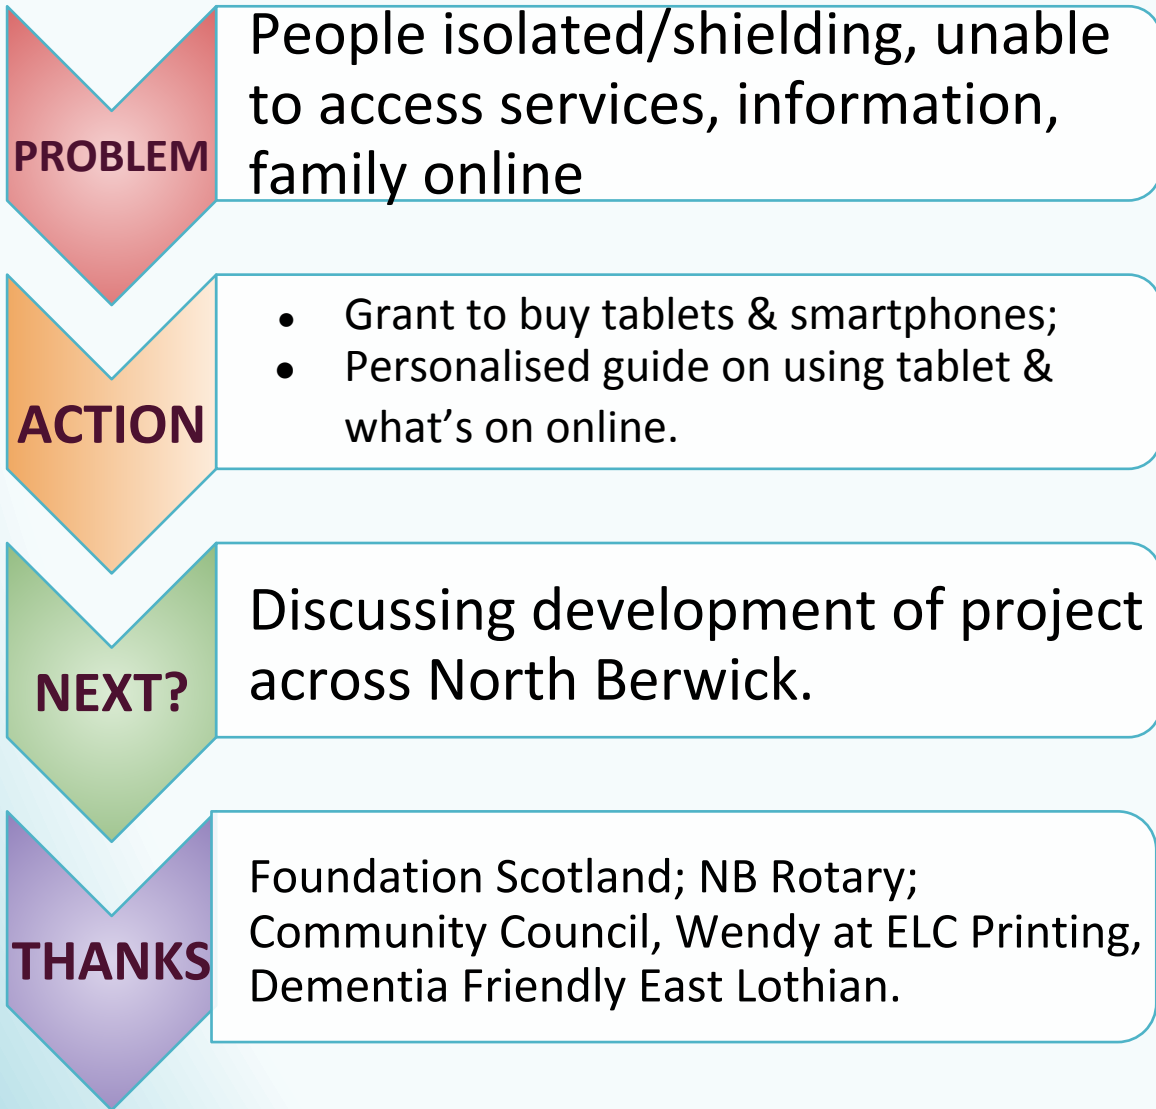 PROBLEM
People isolated/shielding, unable
to access services, information,
family online
ACTION
• Grant to buy tablets & smartphones;
• Personalised guide on using tablet &
what’s on online.
NEXT?
Discussing development of project
across North Berwick.
THANKS
Foundation Scotland; NB Rotary;
Community Council, Wendy at ELC Printing,
Dementia Friendly East Lothian.